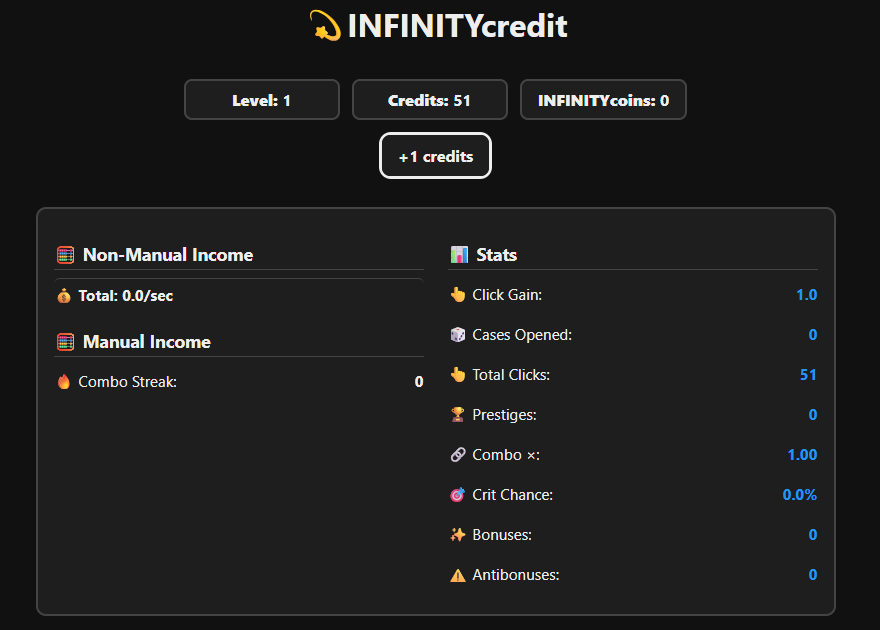 INFINITYcredit
Level: 1
Credits: 51
INFINITYcoins: 0
+1 credits
Non-Manual Income
Total: 0.0/sec
Manual Income
Combo Streak: 0
Stats
Click Gain: 1.0
Cases Opened: 0
Total Clicks: 51
Prestiges: 0
Combo ×: 1.00
Crit Chance: 0.0%
Bonuses: 0
Antibonuses: 0